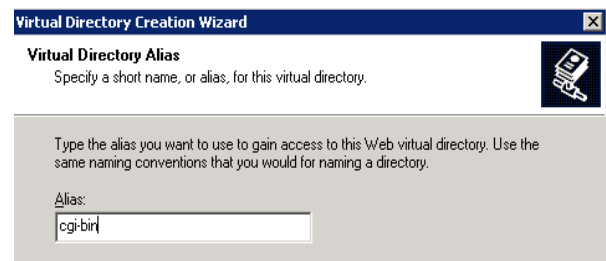 Virtual Directory Creation Wizard
Virtual Directory Alias
Specify a short name, or alias, for this virtual directory.
Type the alias you want to use to gain access to this Web virtual directory. Use the
same naming conventions that you would for naming a directory.
Alias:
cgi-bin